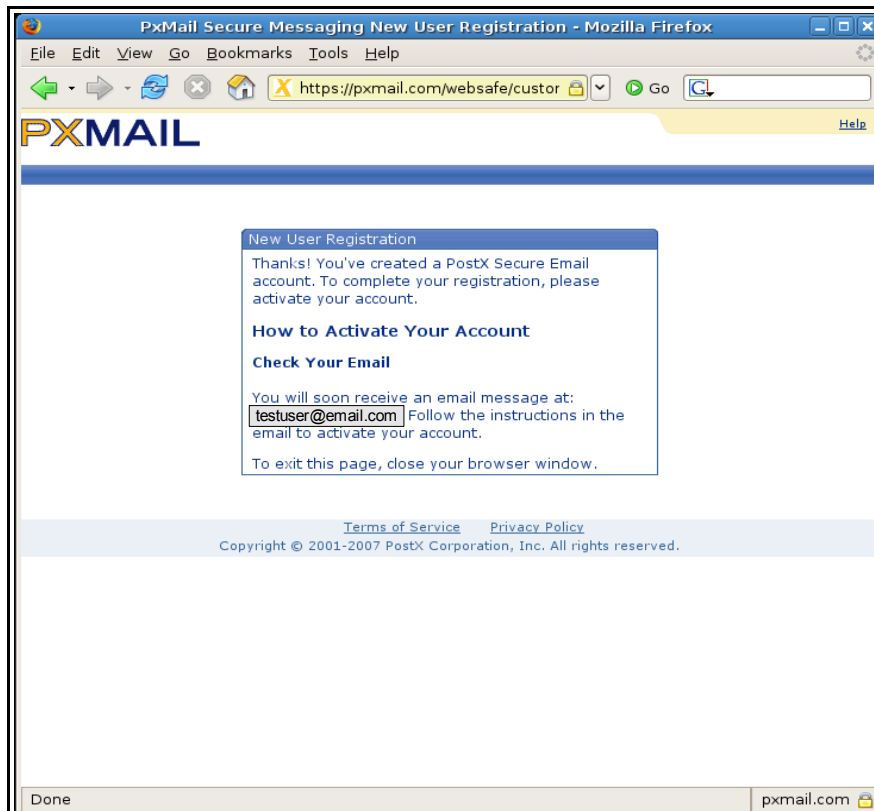 PxMail Secure Messaging New User Registration - Mozilla Firefox
File Edit View Go Bookmarks Tools Help
https://pxmail.com/websafe/custor Go G
PXMAIL
Help
New User Registration
Thanks! You've created a PostX Secure Email
account. To complete your registration, please
activate your account.
How to Activate Your Account
Check Your Email
You will soon receive an email message at:
testuser@email.com Follow the instructions in the
email to activate your account.
To exit this page, close your browser window.
Terms of Service Privacy Policy
Copyright © 2001-2007 PostX Corporation, Inc. All rights reserved.
Done pxmail.com